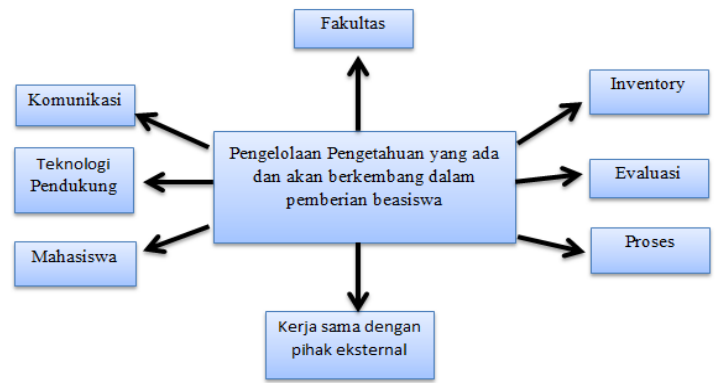 Fakultas
Komunikasi
Inventory
Teknologi
Pendukung
Pengelolaan Pengetahuan yang ada
dan akan berkembang dalam
pemberian beasiswa
Evaluasi
Mahasiswa
Proses
Kerja sama dengan
pihak eksternal